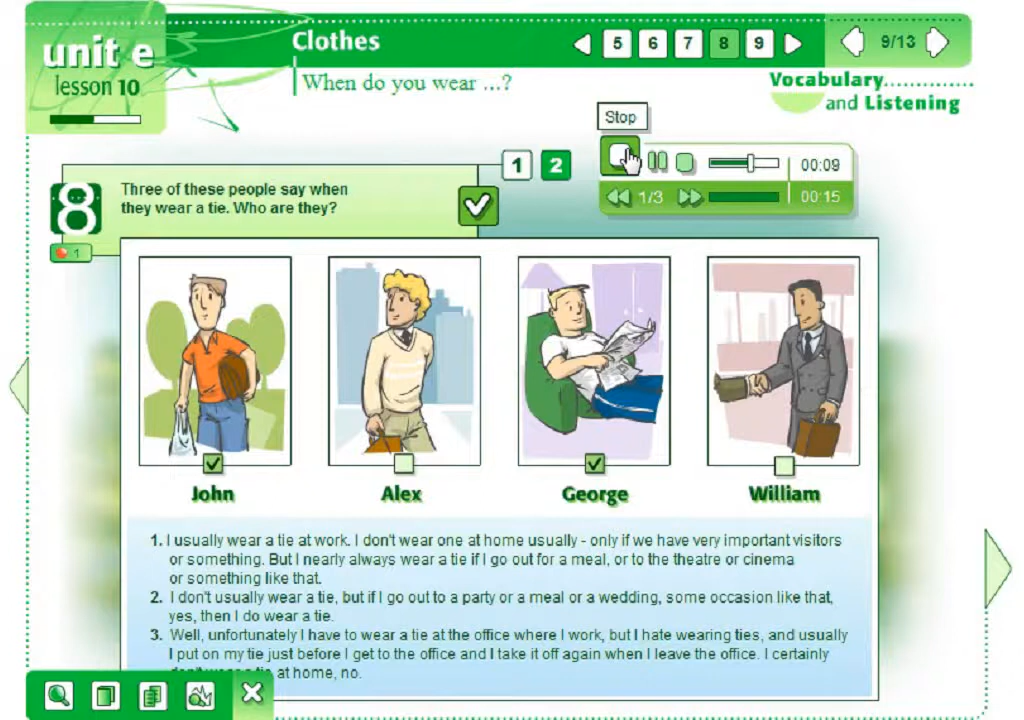 unit e
lesson 10
Clothes
When do you wear ...?
5 6 7 8 9
9/13
Vocabulary
and Listening
Stop
1 2
00:09
1/3
00:15
8
Three of these people say when
they wear a tie. Who are they?
1
John
Alex
George
William
1. I usually wear a tie at work. I don't wear one at home usually - only if we have very important visitors
or something. But I nearly always wear a tie if I go out for a meal, or to the theatre or cinema
or something like that.
2. I don't usually wear a tie, but if I go out to a party or a meal or a wedding, some occasion like that,
yes, then I do wear a tie.
3. Well, unfortunately I have to wear a tie at the office where I work, but I hate wearing ties, and usually
I put on my tie just before I get to the office and I take it off again when I leave the office. I certainly
don't wear a tie at home, no.